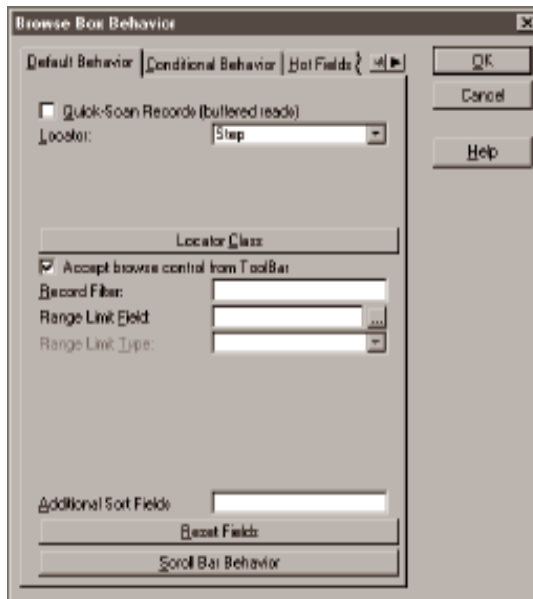 Browse Box Behavior
Default Behavior Conditional Behavior Hot Fields
OK
Cancel
Help
Quick-Scan Records (buffered reads)
Locator: Step
Locator Class
Accept browse control from ToolBar
Record Filter:
Range Limit Field: ...
Range Limit Type:
Additional Sort Fields
Reset Fields
Scroll Bar Behavior